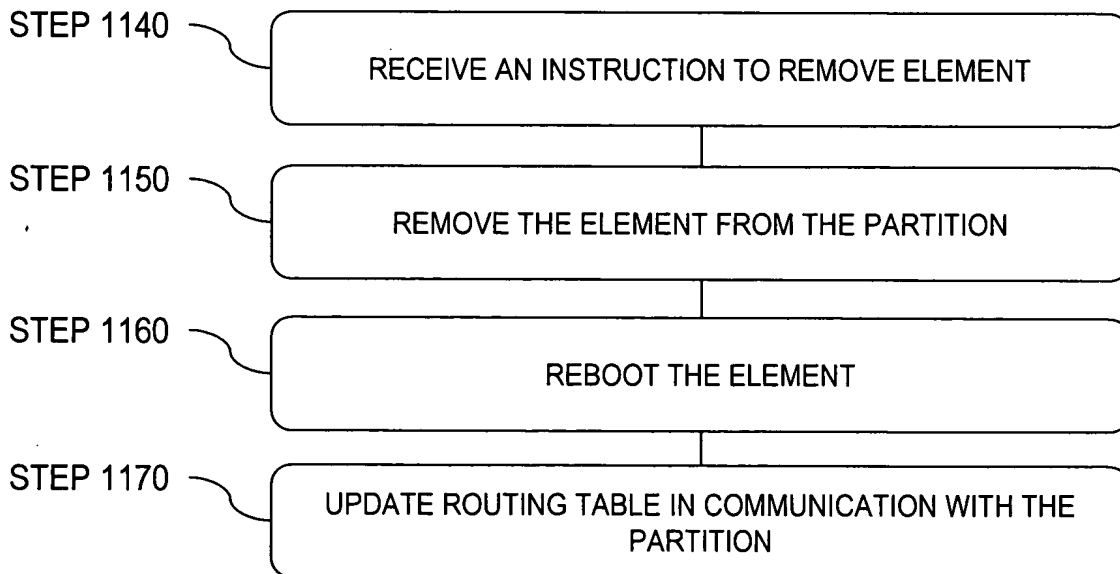 STEP 1140
RECEIVE AN INSTRUCTION TO REMOVE ELEMENT
STEP 1150
REMOVE THE ELEMENT FROM THE PARTITION
STEP 1160
REBOOT THE ELEMENT
STEP 1170
UPDATE ROUTING TABLE IN COMMUNICATION WITH THE
PARTITION